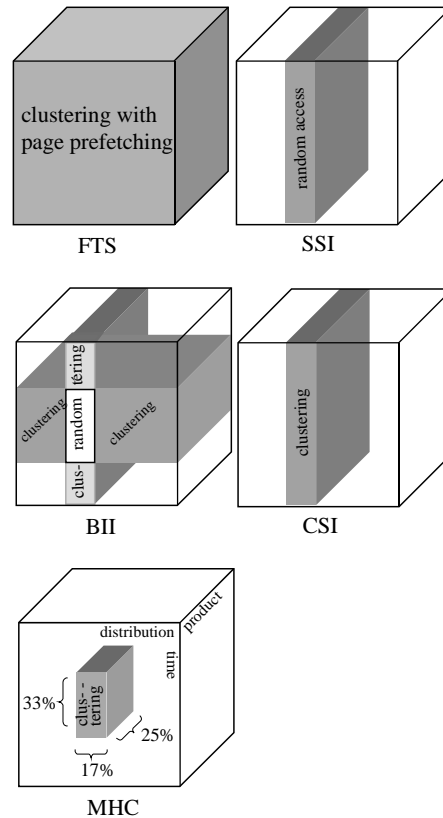 clustering with
page prefetching
random access
FTS
SSI
téring
clustering
random
clustering
clus-
clustering
BII
CSI
product
distribution
time
clus--
tering
33%
25%
17%
MHC